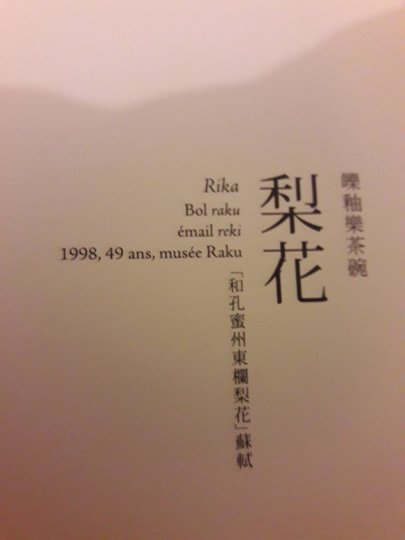 皪釉樂茶碗
梨花
Rika
Bol raku
émail reki
1998, 49 ans, musée Raku
「和孔蜜州東欄梨花」蘇軾